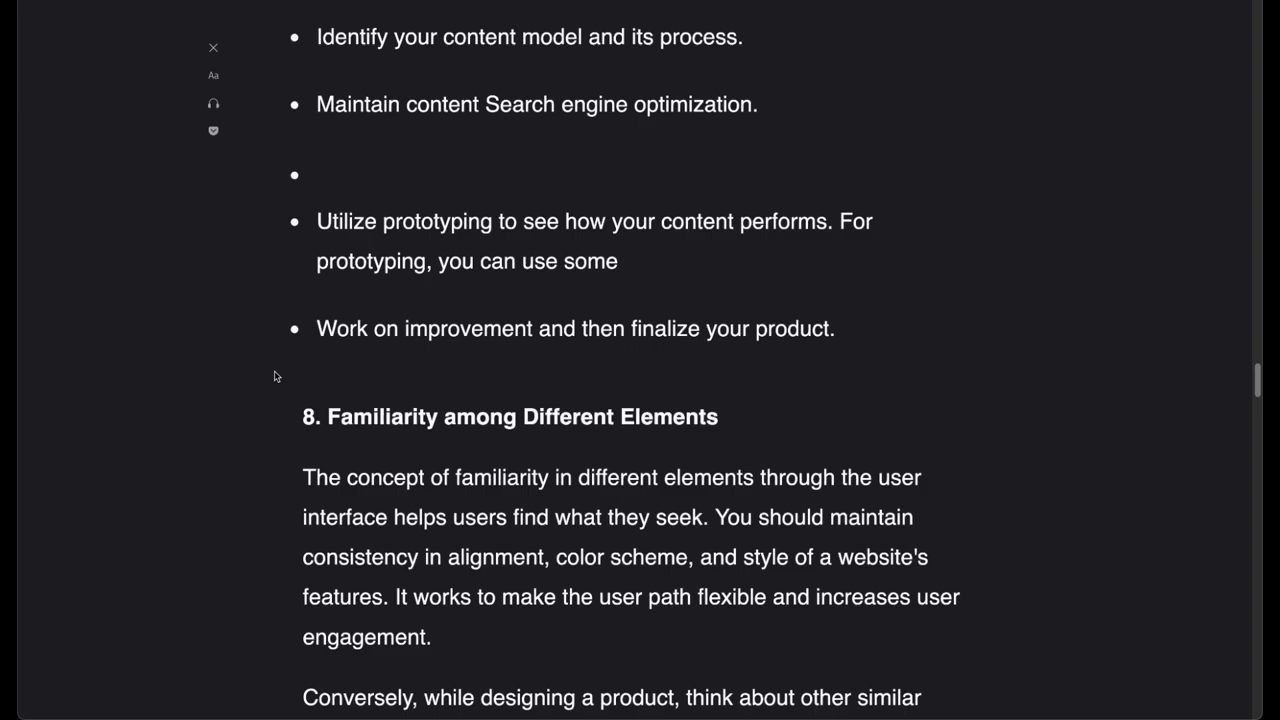 • Identify your content model and its process.
Aa
• Maintain content Search engine optimization.
•
• Utilize prototyping to see how your content performs. For
prototyping, you can use some
• Work on improvement and then finalize your product.
8. Familiarity among Different Elements
The concept of familiarity in different elements through the user
interface helps users find what they seek. You should maintain
consistency in alignment, color scheme, and style of a website's
features. It works to make the user path flexible and increases user
engagement.
Conversely, while designing a product, think about other similar